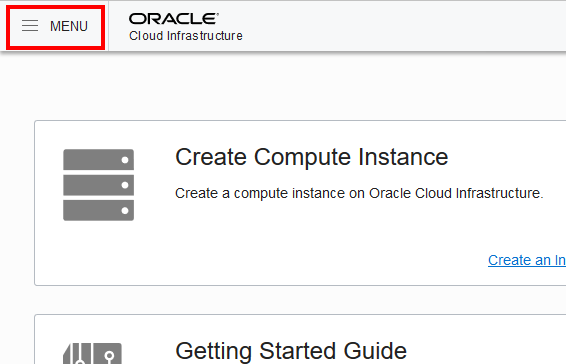 MENU
ORACLE
Cloud Infrastructure
Create Compute Instance
Create a compute instance on Oracle Cloud Infrastructure.
Create an In
Getting Started Guide